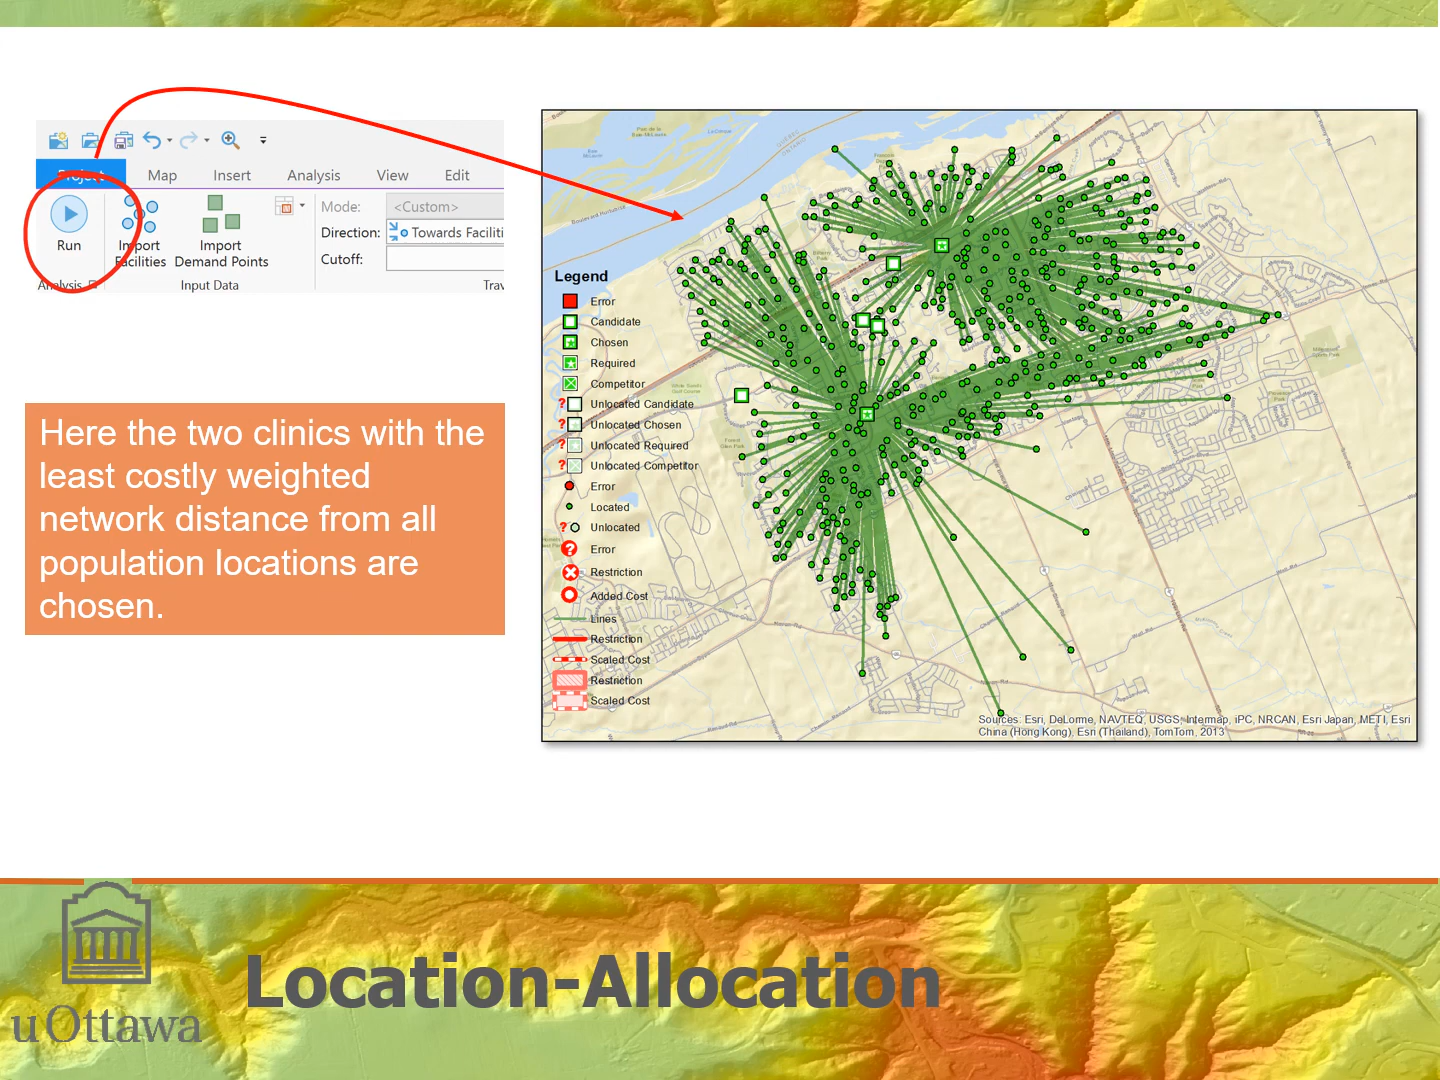 Project
Map
Insert
Analysis
View
Edit
Run
Import
Facilities
Import
Demand Points
Mode:
<Custom>
Direction:
Towards Faciliti
Cutoff:
Analysis
Input Data
Trav
Here the two clinics with the
least costly weighted
network distance from all
population locations are
chosen.
Legend
Error
Candidate
Chosen
Required
Competitor
Unlocated Candidate
Unlocated Chosen
Unlocated Required
Unlocated Competitor
Error
Located
Unlocated
Error
Restriction
Added Cost
Lines
Restriction
Scaled Cost
Restriction
Scaled Cost
Sources: Esri, DeLorme, NAVTEQ, USGS, Intermap, iPC, NRCAN, Esri Japan, METI, Esri
China (Hong Kong), Esri (Thailand), TomTom, 2013
Location-Allocation
uOttawa